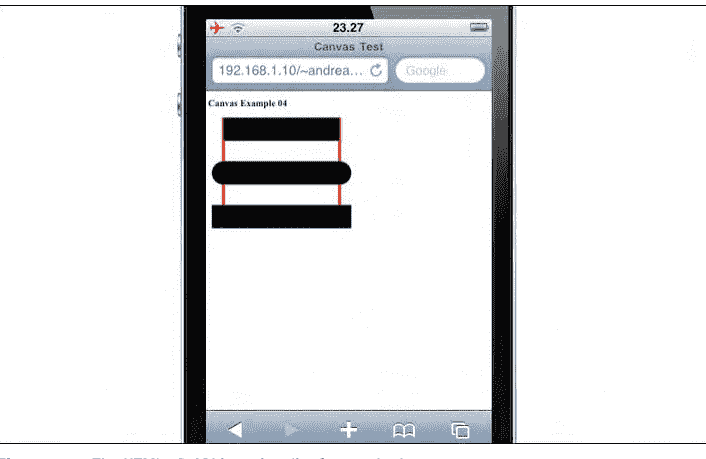 23.27
Canvas Test
192.168.1.10/~andrea...
Google
Canvas Example 04